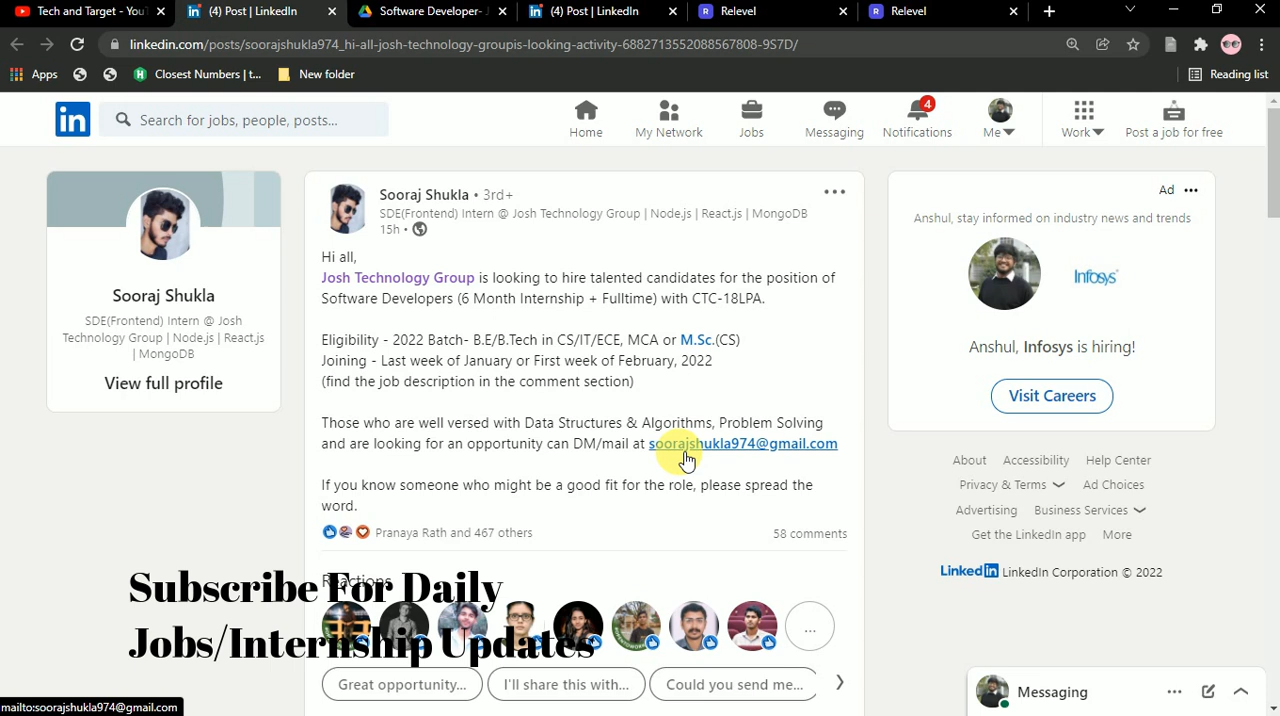 Tech and Target - You
(4) Post | LinkedIn
Software Developer-
(4) Post | LinkedIn
Relevel
Relevel
linkedin.com/posts/soorajshukla974_hi-all-josh-technology-groupis-looking-activity-6882713552088567808-9S7D/
Apps
Closest Numbers | t...
New folder
Reading list
in
Search for jobs, people, posts...
Home
My Network
Jobs
Messaging
4
Notifications
Me
Work
Post a job for free
Sooraj Shukla
SDE(Frontend) Intern @ Josh
Technology Group | Node.js | React.js
| MongoDB
View full profile
Sooraj Shukla • 3rd+
SDE(Frontend) Intern @ Josh Technology Group | Node.js | React.js | MongoDB
15h •
Hi all,
Josh Technology Group is looking to hire talented candidates for the position of
Software Developers (6 Month Internship + Fulltime) with CTC-18LPA.
Eligibility - 2022 Batch- B.E/B.Tech in CS/IT/ECE, MCA or M.Sc.(CS)
Joining - Last week of January or First week of February, 2022
(find the job description in the comment section)
Those who are well versed with Data Structures & Algorithms, Problem Solving
and are looking for an opportunity can DM/mail at soorajshukla974@gmail.com
If you know someone who might be a good fit for the role, please spread the
word.
Pranaya Rath and 467 others
58 comments
Reactions
...
Great opportunity...
I'll share this with...
Could you send me...
Subscribe For Daily
Jobs/Internship Updates
Ad
Anshul, stay informed on industry news and trends
Infosys
Anshul, Infosys is hiring!
Visit Careers
About Accessibility Help Center
Privacy & Terms Ad Choices
Advertising Business Services
Get the LinkedIn app More
Linked in LinkedIn Corporation © 2022
Messaging
mailto:soorajshukla974@gmail.com